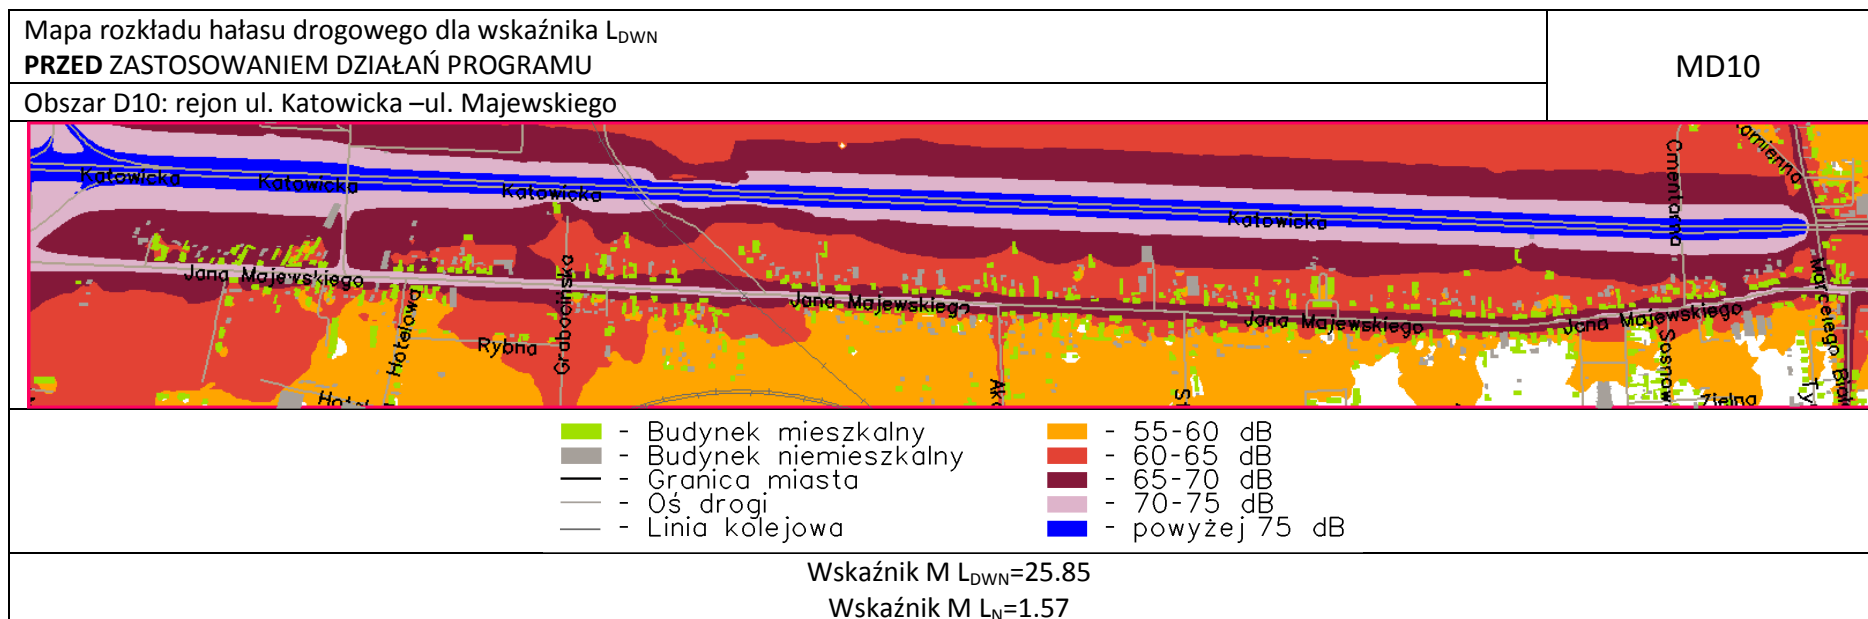 Mapa rozkładu hałasu drogowego dla wskaźnika LDWN
PRZED ZASTOSOWANIEM DZIAŁAŃ PROGRAMU
MD10
Obszar D10: rejon ul. Katowicka –ul. Majewskiego
Katowicka
Katowicka
Katowicka
Katowicka
Cmentarna
amienna
Jana Majewskiego
Jana Majewskiego
Jana Majewskiego
Jana Majewskiego
Hotelowa
Rybna
Grabocińska
Marcelego
Sosnow
Zielna
- Budynek mieszkalny
- Budynek niemieszkalny
- Granica miasta
- Oś drogi
- Linia kolejowa
- 55-60 dB
- 60-65 dB
- 65-70 dB
- 70-75 dB
- powyżej 75 dB
Wskaźnik M LDWN=25.85
Wskaźnik M LN=1.57